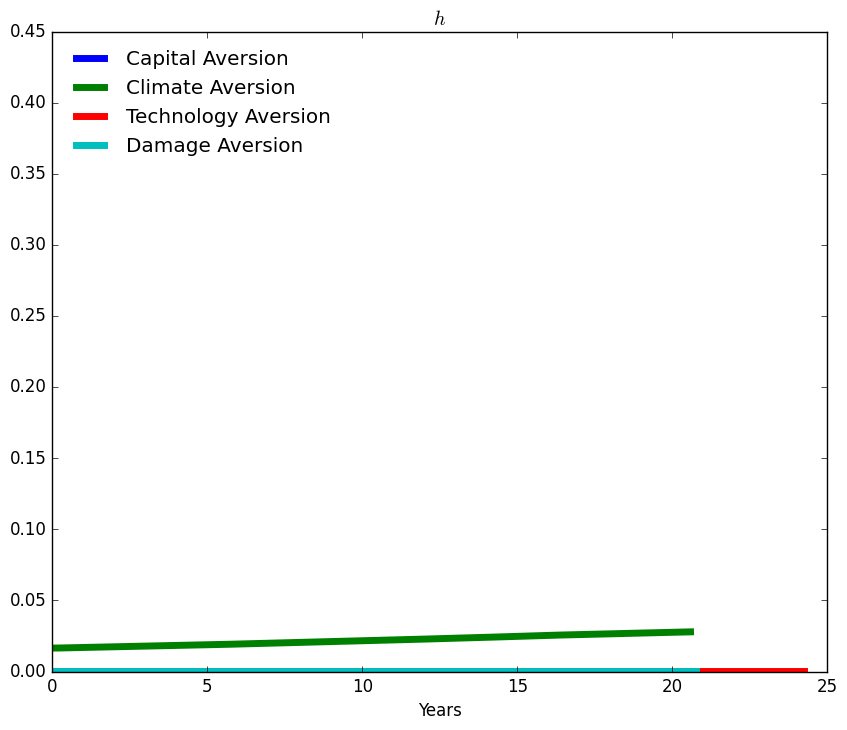 h
0.45
0.40
0.35
0.30
0.25
0.20
0.15
0.10
0.05
0.00
Capital Aversion
Climate Aversion
Technology Aversion
Damage Aversion
0 5 10 15 20 25
Years